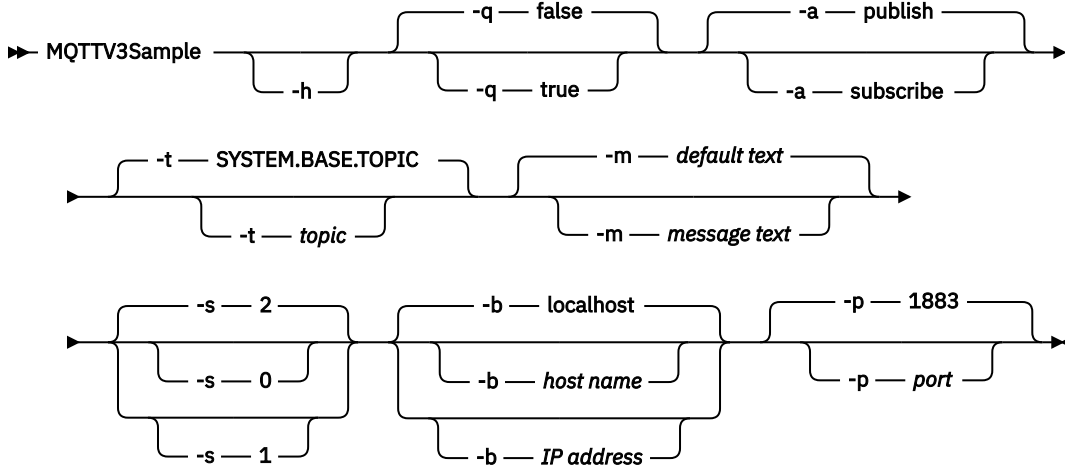 -q false -a publish
MQTTV3Sample
-h -q true -a subscribe
-t SYSTEM.BASE.TOPIC -m default text
-t topic -m message text
-s 2 -b localhost -p 1883
-s 0 -b host name -p port
-s 1 -b IP address